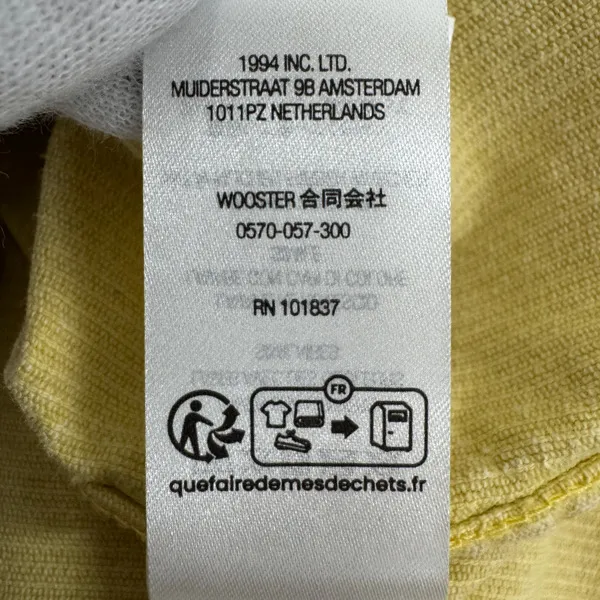 1994 INC. LTD.
MUIDERSTRAAT 9B AMSTERDAM
1011PZ NETHERLANDS
WOOSTER 合同会社
0570-057-300
RN 101837
FR
quefairedemesdechets.fr